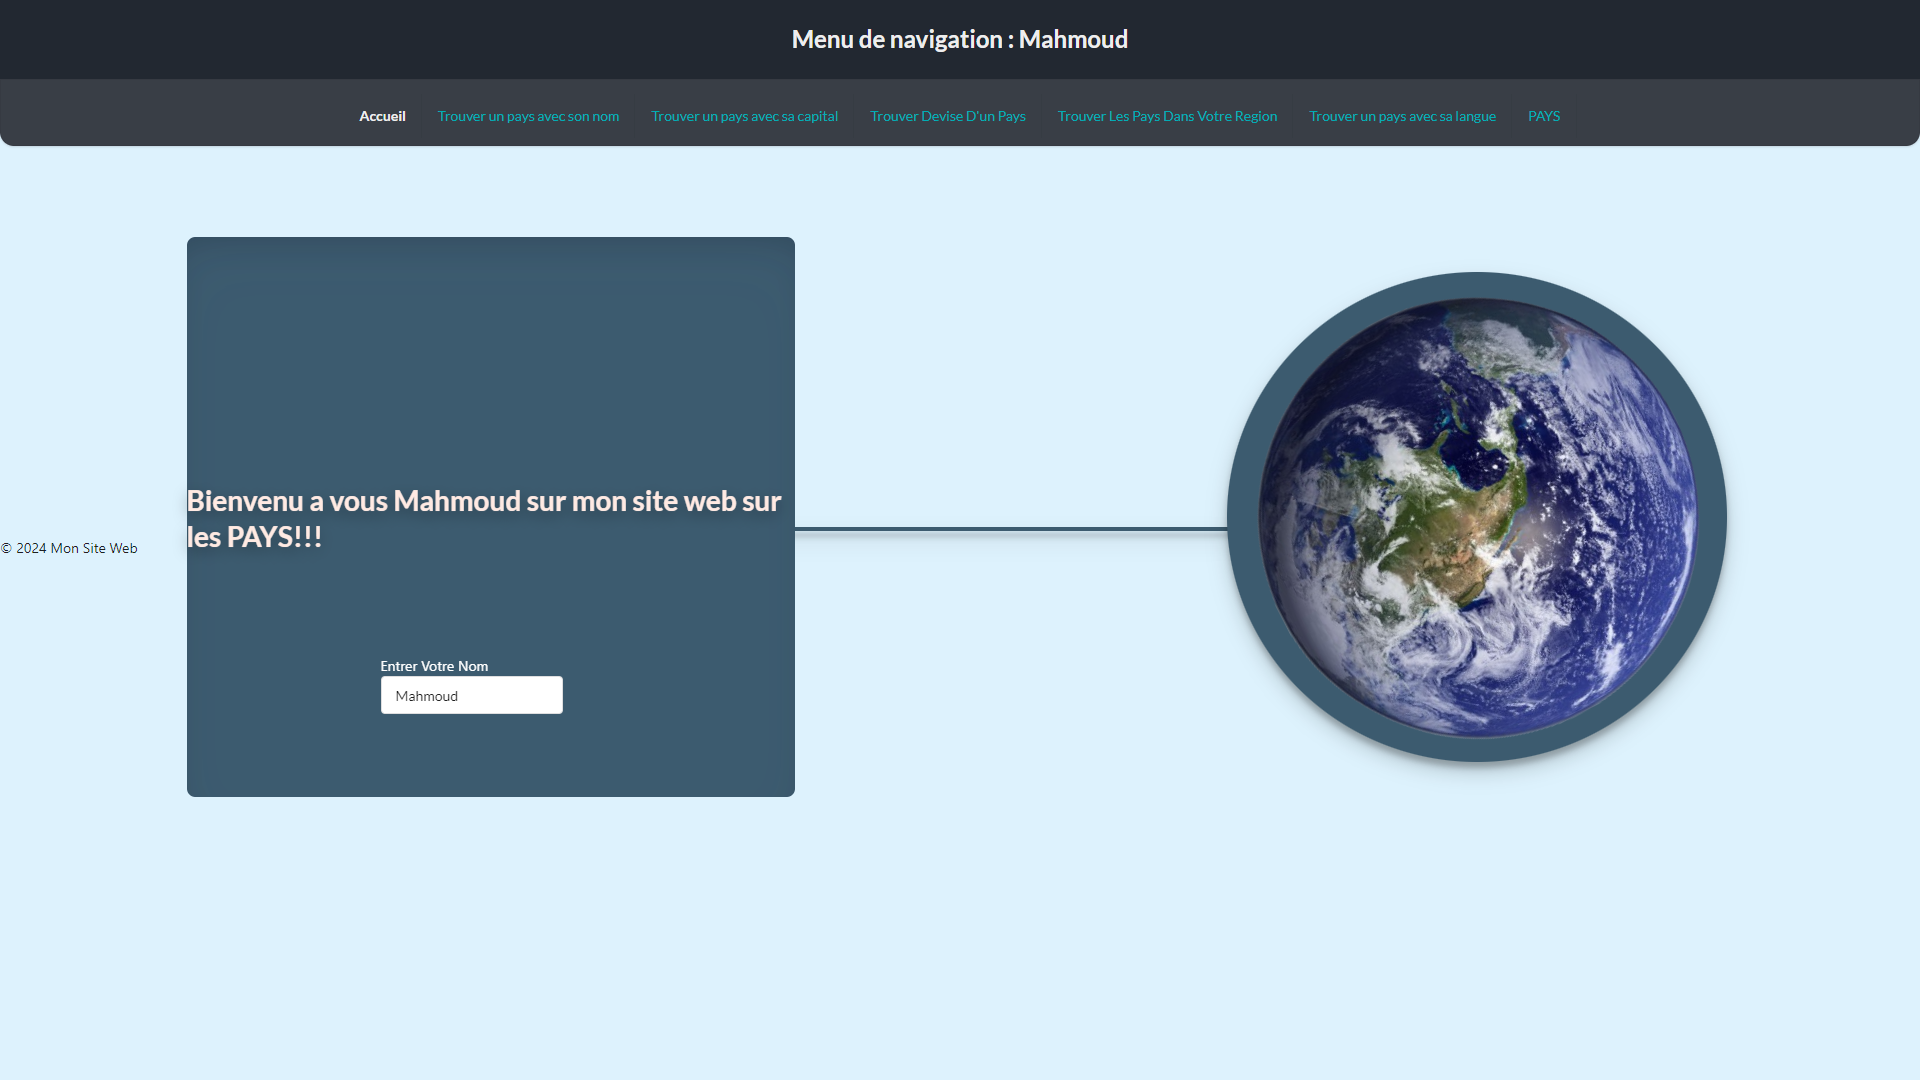 Menu de navigation : Mahmoud
Accueil Trouver un pays avec son nom Trouver un pays avec sa capital Trouver Devise D'un Pays Trouver Les Pays Dans Votre Region Trouver un pays avec sa langue PAYS
Bienvenu a vous Mahmoud sur mon site web sur
les PAYS!!!
© 2024 Mon Site Web
Entrer Votre Nom
Mahmoud